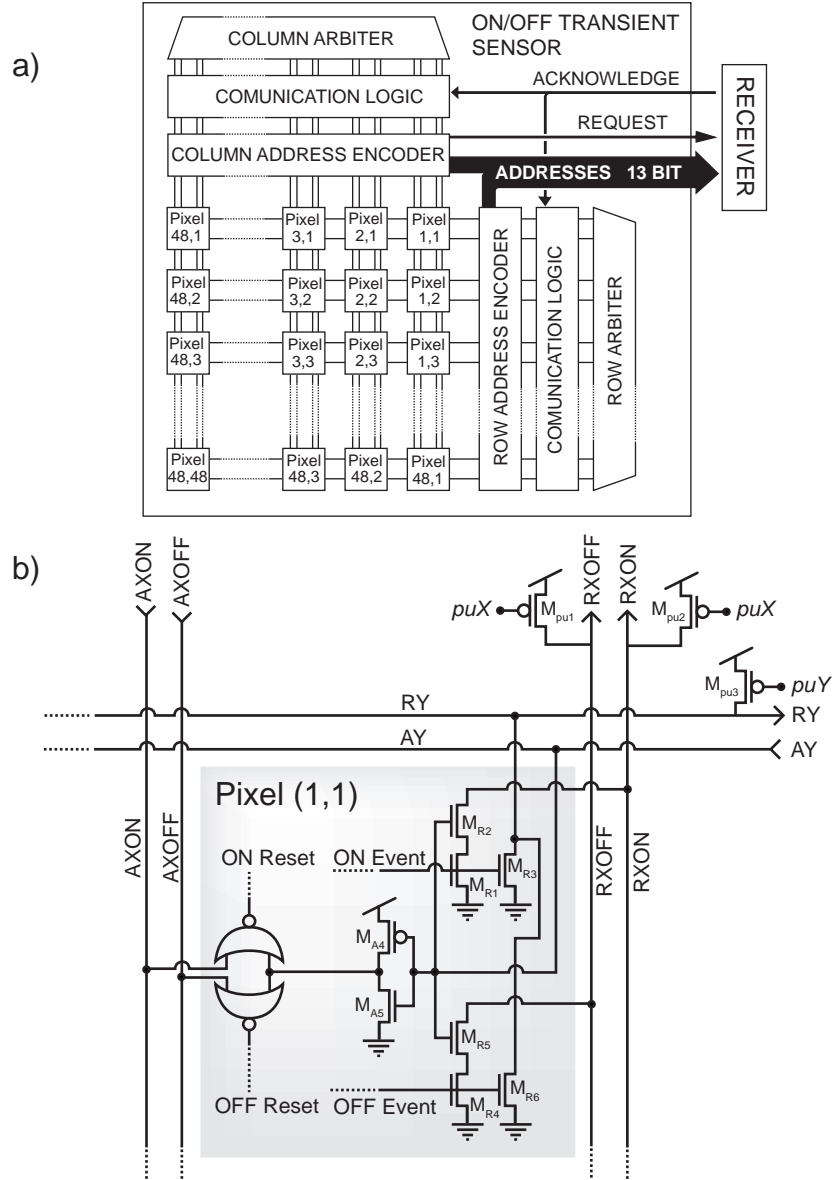 a)
COLUMN ARBITER
ON/OFF TRANSIENT
SENSOR
COMUNICATION LOGIC
ACKNOWLEDGE
REQUEST
COLUMN ADDRESS ENCODER
ADDRESSES 13 BIT
RECEIVER
Pixel
48,1
Pixel
3,1
Pixel
2,1
Pixel
1,1
Pixel
48,2
Pixel
3,2
Pixel
2,2
Pixel
1,2
Pixel
48,3
Pixel
3,3
Pixel
2,3
Pixel
1,3
Pixel
48,48
Pixel
48,3
Pixel
48,2
Pixel
48,1
ROW ADDRESS ENCODER
COMUNICATION LOGIC
ROW ARBITER
b)
AXON
AXOFF
RXOFF
RXON
puX
Mpu1
Mpu2
puX
Mpu3
puY
RY
RY
AY
AY
Pixel (1,1)
AXON
AXOFF
RXOFF
RXON
ON Reset
ON Event
MR2
MR1
MR3
MA4
MA5
MR5
MR4
MR6
OFF Reset
OFF Event